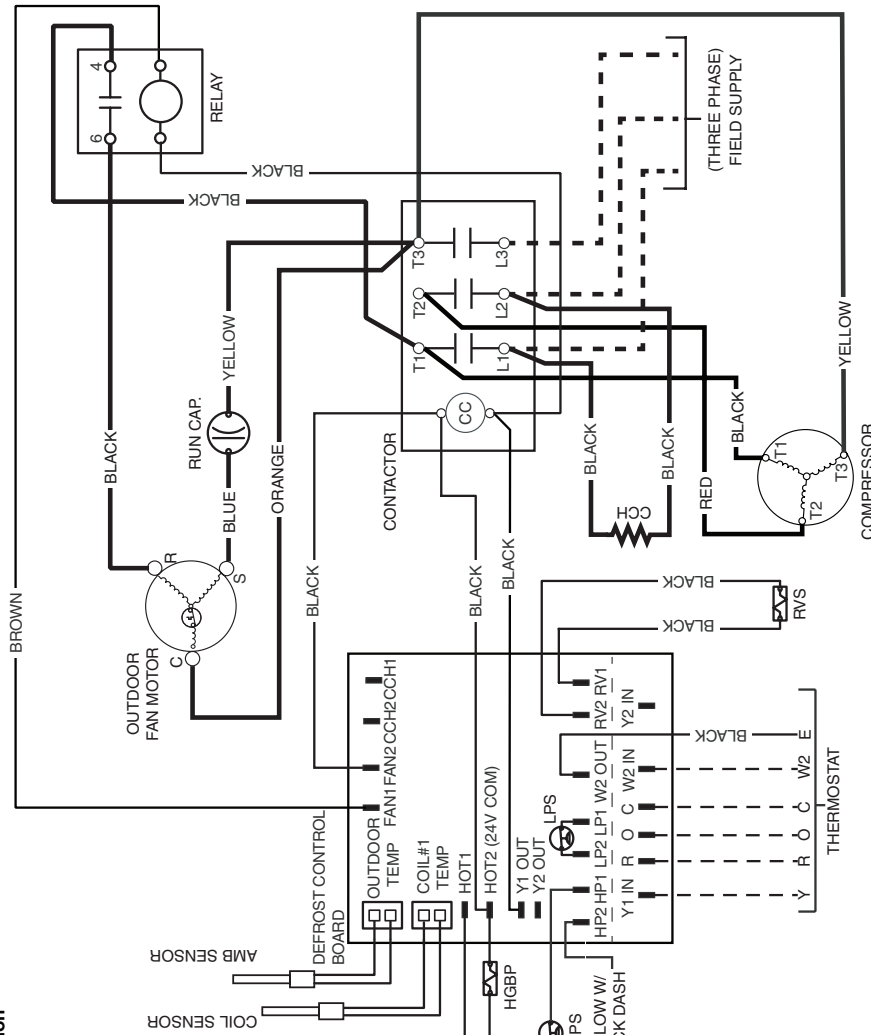 4
6
RELAY
BLACK
BLACK
(THREE PHASE)
FIELD SUPPLY
T3
L3
T2
L2
T1
L1
YELLOW
YELLOW
RUN CAP.
BLACK
BLUE
ORANGE
CONTACTOR
CC
BLACK
BLACK
CCH
RED
BLACK
T1
T2
T3
COMPRESSOR
BROWN
R
S
C
OUTDOOR
FAN MOTOR
BLACK
BLACK
BLACK
BLACK
BLACK
RVS
FAN1 FAN2 CCH2 CCH1
DEFROST CONTROL
BOARD
OUTDOOR
TEMP
COIL#1
TEMP
HOT1
HOT2 (24V COM)
Y1 OUT
Y2 OUT
LPS
HP2 HP1 LP2 LP1 W2 OUT RV2 RV1
Y1 IN R O C W2 IN Y2 IN
BLACK
Y R O C W2 E
THERMOSTAT
AMB SENSOR
COIL SENSOR
HGBP